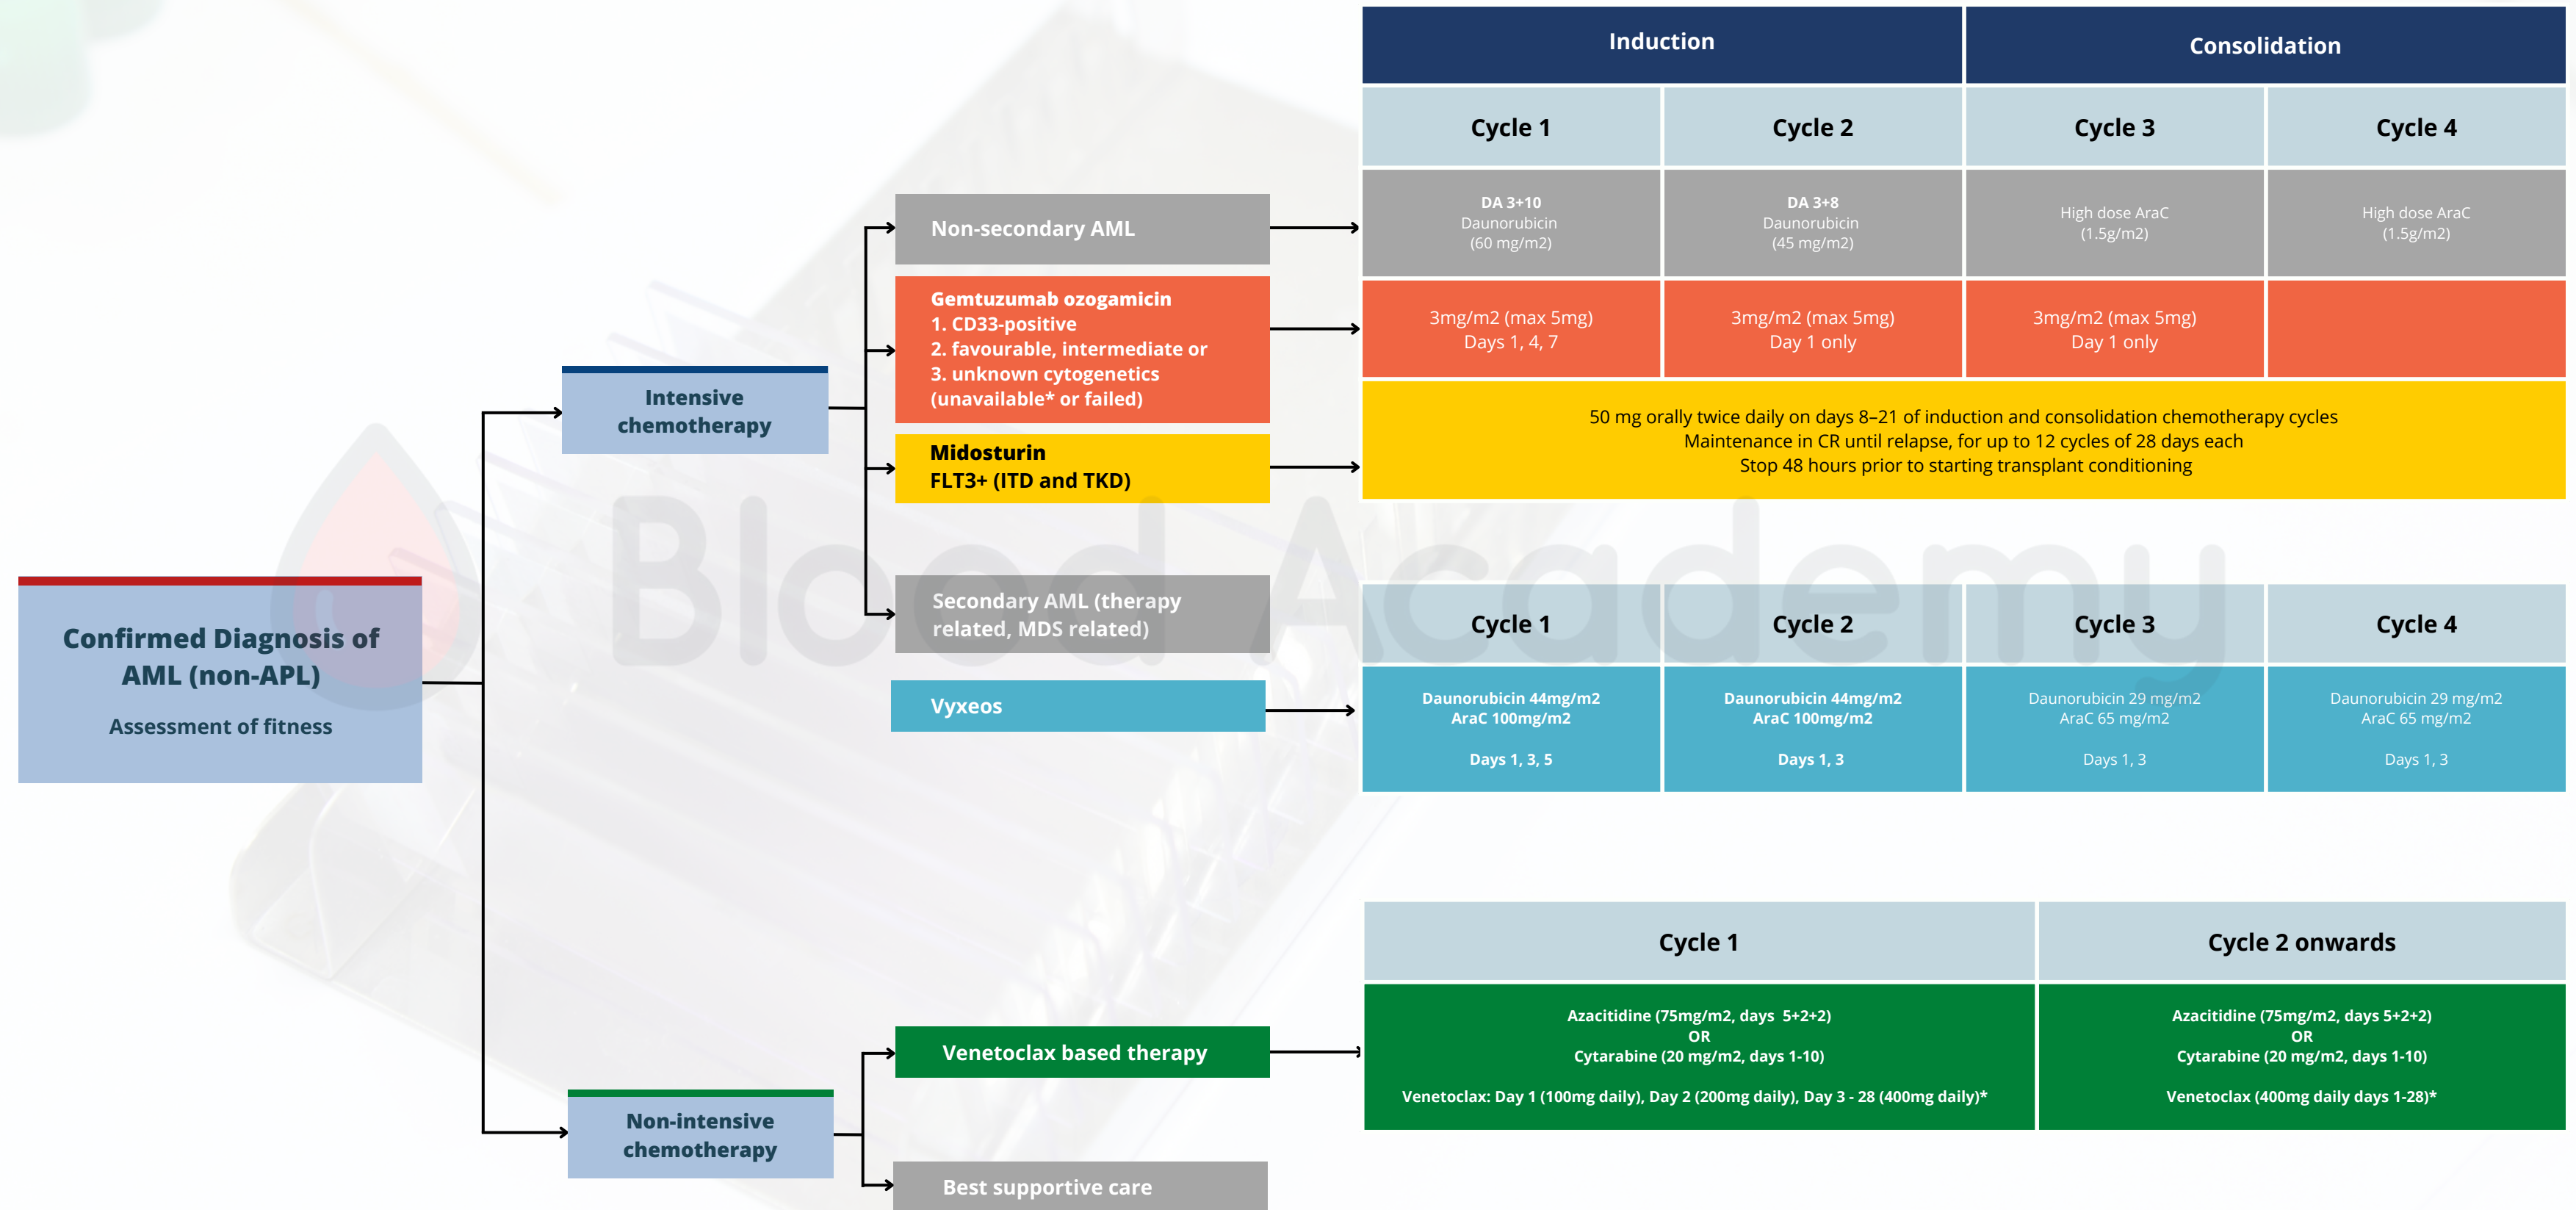 Induction
Consolidation
Cycle 1
Cycle 2
Cycle 3
Cycle 4
Non-secondary AML
DA 3+10
Daunorubicin
(60 mg/m2)
DA 3+8
Daunorubicin
(45 mg/m2)
High dose AraC
(1.5g/m2)
High dose AraC
(1.5g/m2)
Gemtuzumab ozogamicin
1. CD33-positive
2. favourable, intermediate or
3. unknown cytogenetics
(unavailable* or failed)
3mg/m2 (max 5mg)
Days 1, 4, 7
3mg/m2 (max 5mg)
Day 1 only
3mg/m2 (max 5mg)
Day 1 only
Intensive
chemotherapy
Midosturin
FLT3+ (ITD and TKD)
50 mg orally twice daily on days 8–21 of induction and consolidation chemotherapy cycles
Maintenance in CR until relapse, for up to 12 cycles of 28 days each
Stop 48 hours prior to starting transplant conditioning
Blood Academy
Confirmed Diagnosis of
AML (non-APL)
Assessment of fitness
Secondary AML (therapy
related, MDS related)
Cycle 1
Cycle 2
Cycle 3
Cycle 4
Vyxeos
Daunorubicin 44mg/m2
AraC 100mg/m2
Days 1, 3, 5
Daunorubicin 44mg/m2
AraC 100mg/m2
Days 1, 3
Daunorubicin 29 mg/m2
AraC 65 mg/m2
Days 1, 3
Daunorubicin 29 mg/m2
AraC 65 mg/m2
Days 1, 3
Cycle 1
Cycle 2 onwards
Non-intensive
chemotherapy
Venetoclax based therapy
Azacitidine (75mg/m2, days  5+2+2)
OR
Cytarabine (20 mg/m2, days 1-10)
Venetoclax: Day 1 (100mg daily), Day 2 (200mg daily), Day 3 - 28 (400mg daily)*
Azacitidine (75mg/m2, days 5+2+2)
OR
Cytarabine (20 mg/m2, days 1-10)
Venetoclax (400mg daily days 1-28)*
Best supportive care